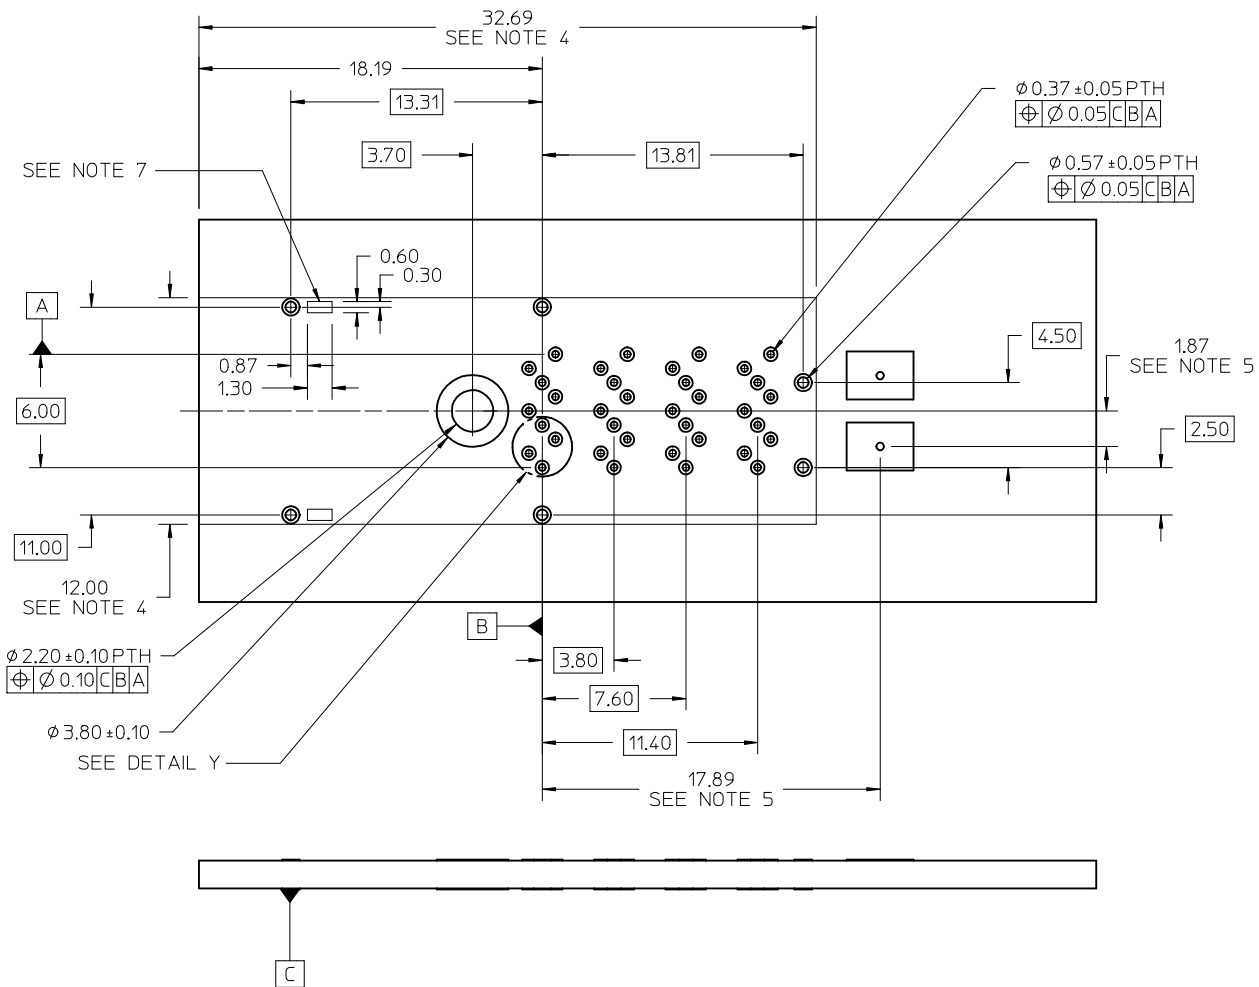 32.69
SEE NOTE 4
18.19
13.31
3.70
13.81
⌀0.37±0.05 PTH
⌖ ⌀0.05 C B A
⌀0.57±0.05 PTH
⌖ ⌀0.05 C B A
SEE NOTE 7
0.60
0.30
A
0.87
1.30
6.00
4.50
1.87
SEE NOTE 5
2.50
11.00
12.00
SEE NOTE 4
B
⌀2.20±0.10 PTH
⌖ ⌀0.10 C B A
3.80
7.60
⌀3.80±0.10
11.40
SEE DETAIL Y
17.89
SEE NOTE 5
C